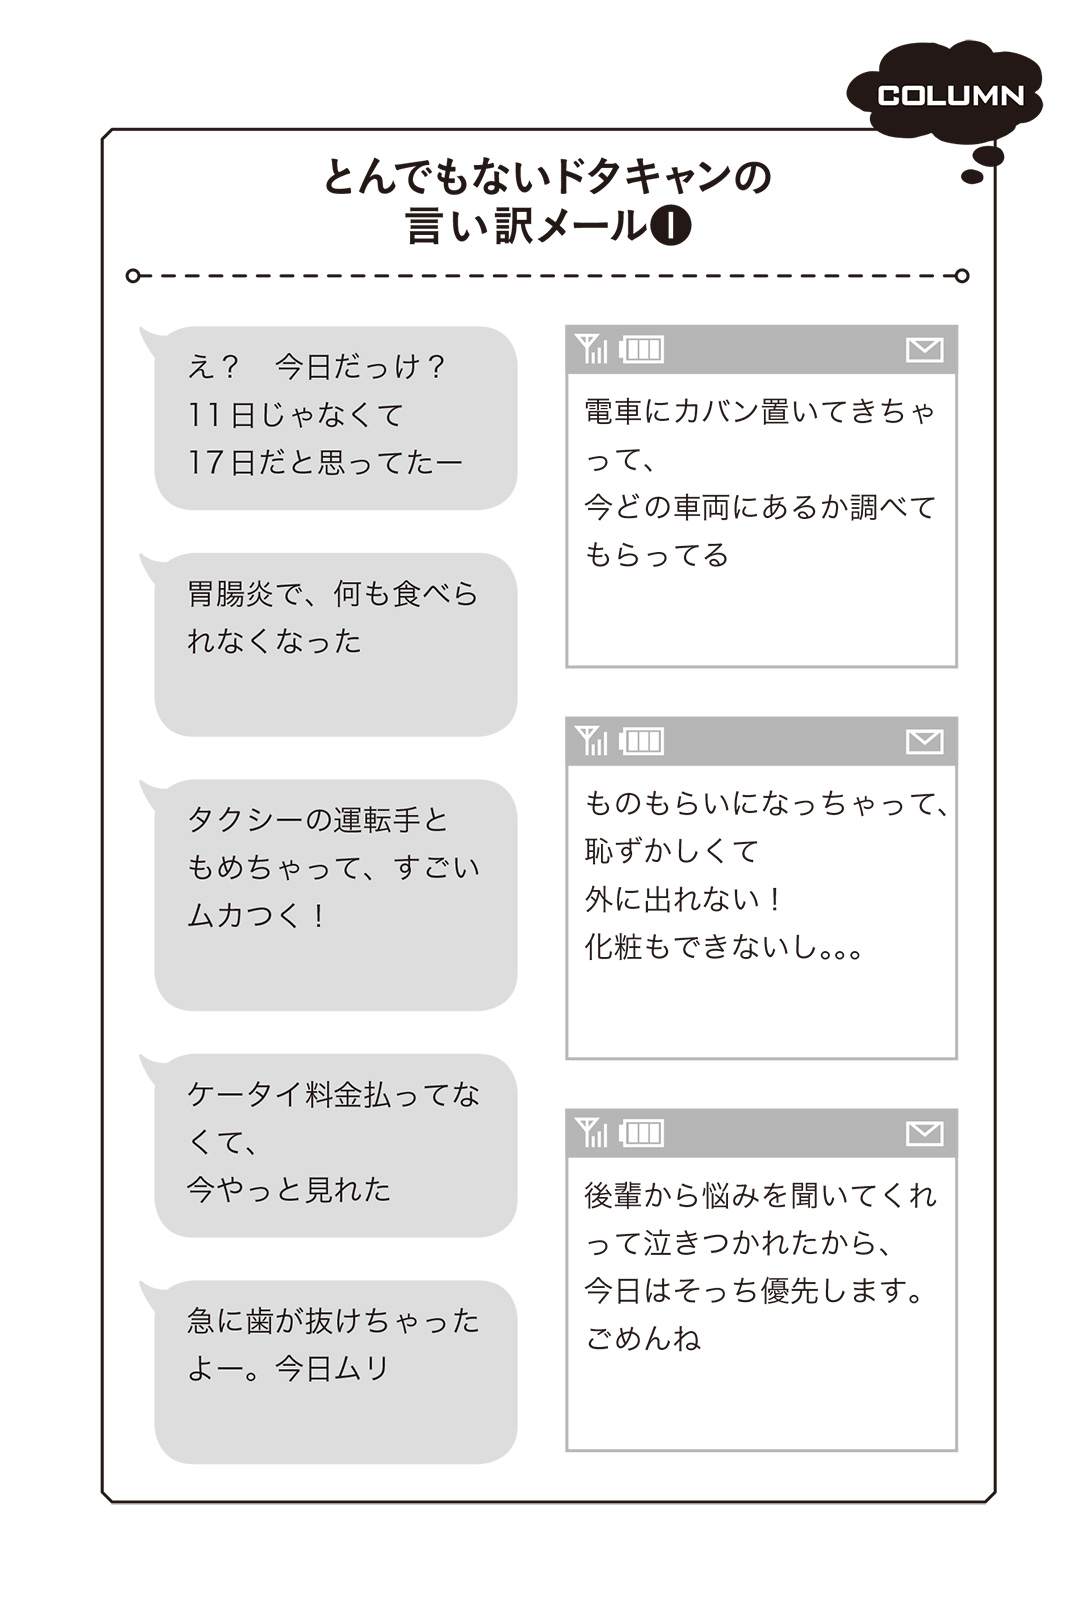 COLUMN
とんでもないドタキャンの
言い訳メール❶
え？　今日だっけ？
11日じゃなくて
17日だと思ってたー
胃腸炎で、何も食べら
れなくなった
タクシーの運転手と
もめちゃって、すごい
ムカつく！
ケータイ料金払ってな
くて、
今やっと見れた
急に歯が抜けちゃった
よー。今日ムリ
電車にカバン置いてきちゃ
って、
今どの車両にあるか調べて
もらってる
ものもらいになっちゃって、
恥ずかしくて
外に出れない！
化粧もできないし。。。
後輩から悩みを聞いてくれ
って泣きつかれたから、
今日はそっち優先します。
ごめんね